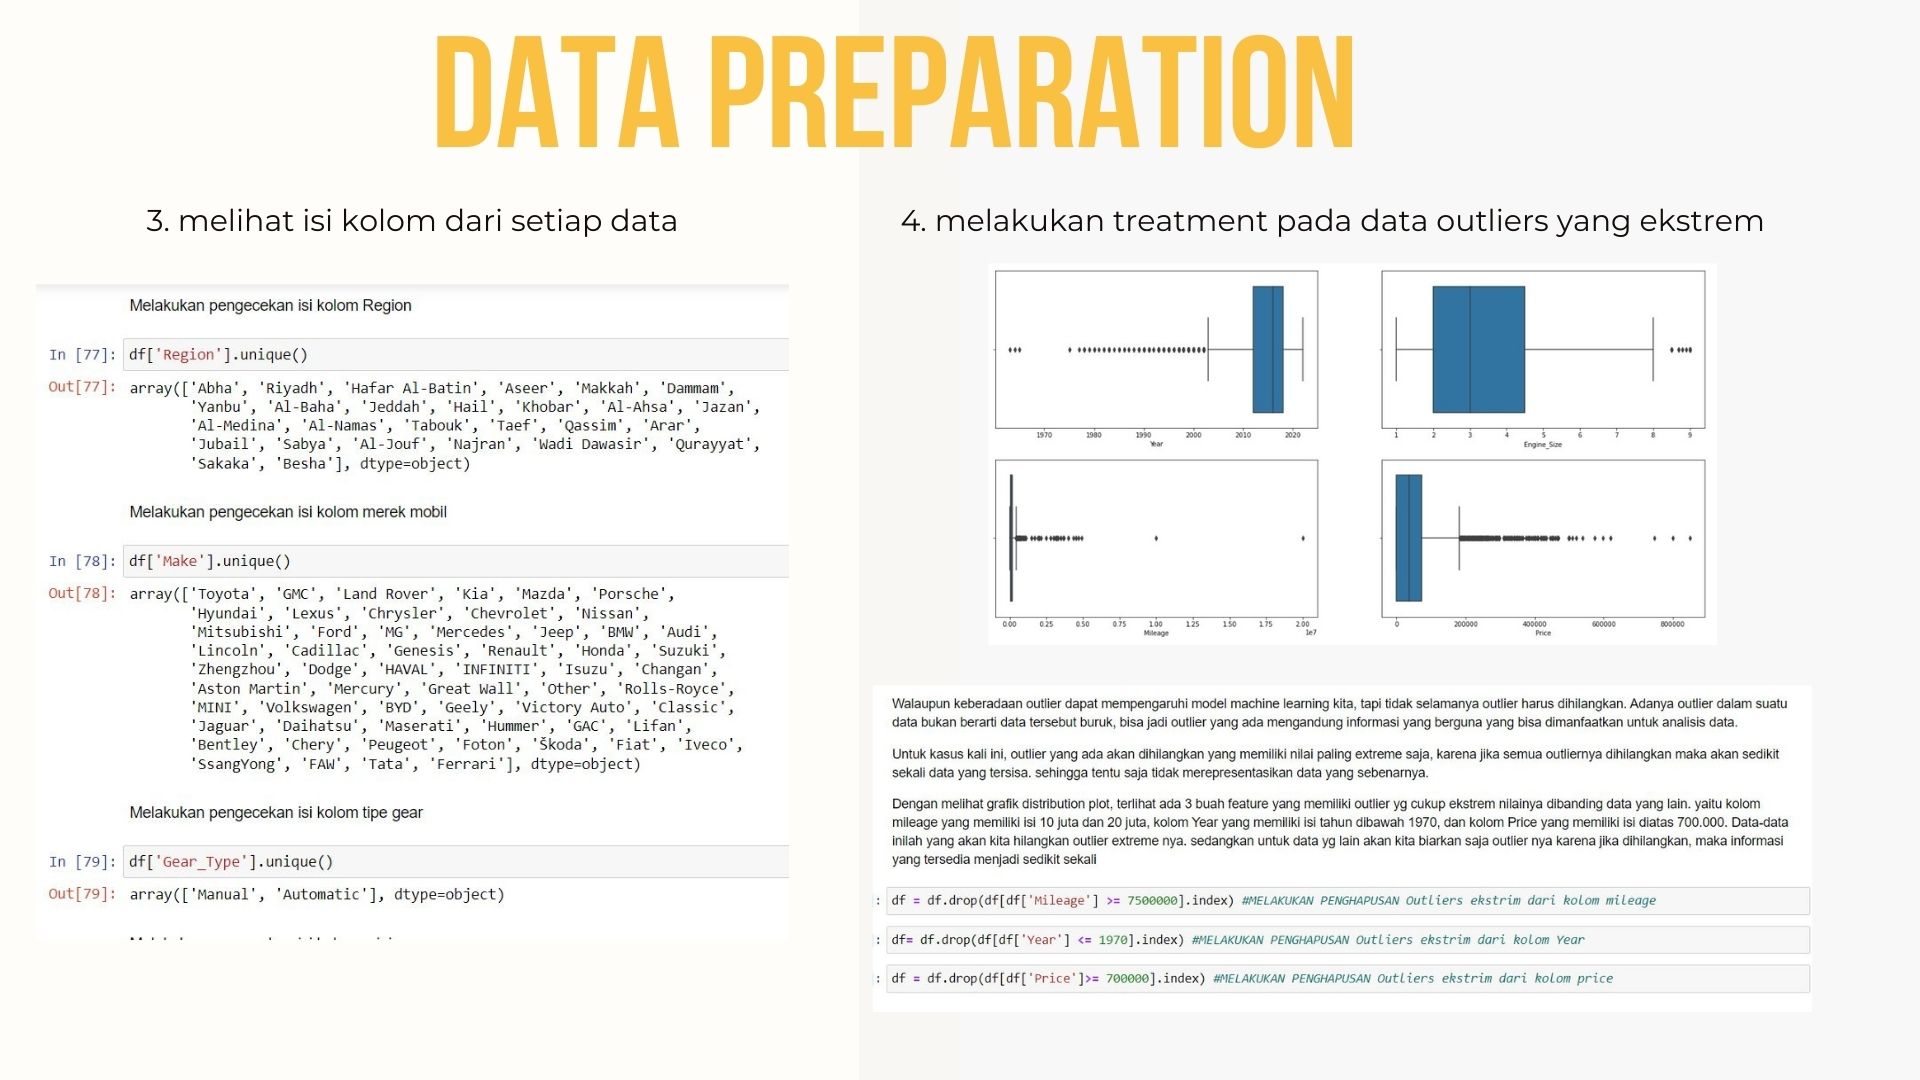 DATA PREPARATION
3. melihat isi kolom dari setiap data
Melakukan pengecekan isi kolom Region
In [77]: df['Region'].unique()
Out[77]: array(['Abha', 'Riyadh', 'Hafar Al-Batin', 'Aseer', 'Makkah', 'Dammam',
'Yanbu', 'Al-Baha', 'Jeddah', 'Hail', 'Khobar', 'Al-Ahsa', 'Jazan',
'Al-Medina', 'Al-Namas', 'Tabouk', 'Taef', 'Qassim', 'Arar',
'Jubail', 'Sabya', 'Al-Jouf', 'Najran', 'Wadi Dawasir', 'Qurayyat',
'Sakaka', 'Besha'], dtype=object)
Melakukan pengecekan isi kolom merek mobil
In [78]: df['Make'].unique()
Out[78]: array(['Toyota', 'GMC', 'Land Rover', 'Kia', 'Mazda', 'Porsche',
'Hyundai', 'Lexus', 'Chrysler', 'Chevrolet', 'Nissan',
'Mitsubishi', 'Ford', 'MG', 'Mercedes', 'Jeep', 'BMW', 'Audi',
'Lincoln', 'Cadillac', 'Genesis', 'Renault', 'Honda', 'Suzuki',
'Zhengzhou', 'Dodge', 'HAVAL', 'INFINITI', 'Isuzu', 'Changan',
'Aston Martin', 'Mercury', 'Great Wall', 'Other', 'Rolls-Royce',
'MINI', 'Volkswagen', 'BYD', 'Geely', 'Victory Auto', 'Classic',
'Jaguar', 'Daihatsu', 'Maserati', 'Hummer', 'GAC', 'Lifan',
'Bentley', 'Chery', 'Peugeot', 'Foton', 'Škoda', 'Fiat', 'Iveco',
'SsangYong', 'FAW', 'Tata', 'Ferrari'], dtype=object)
Melakukan pengecekan isi kolom tipe gear
In [79]: df['Gear_Type'].unique()
Out[79]: array(['Manual', 'Automatic'], dtype=object)
4. melakukan treatment pada data outliers yang ekstrem
1970 1980 1990 2000 2010 2020
Year
1 2 3 4 5 6 7 8 9
Engine_Size
0.00 0.25 0.50 0.75 1.00 1.25 1.50 1.75 2.00
Mileage 1e7
0 200000 400000 600000 800000
Price
Walaupun keberadaan outlier dapat mempengaruhi model machine learning kita, tapi tidak selamanya outlier harus dihilangkan. Adanya outlier dalam suatu
data bukan berarti data tersebut buruk, bisa jadi outlier yang ada mengandung informasi yang berguna yang bisa dimanfaatkan untuk analisis data.
Untuk kasus kali ini, outlier yang ada akan dihilangkan yang memiliki nilai paling extreme saja, karena jika semua outliernya dihilangkan maka akan sedikit
sekali data yang tersisa. sehingga tentu saja tidak merepresentasikan data yang sebenarnya.
Dengan melihat grafik distribution plot, terlihat ada 3 buah feature yang memiliki outlier yg cukup ekstrem nilainya dibanding data yang lain. yaitu kolom
mileage yang memiliki isi 10 juta dan 20 juta, kolom Year yang memiliki isi tahun dibawah 1970, dan kolom Price yang memiliki isi diatas 700.000. Data-data
inilah yang akan kita hilangkan outlier extreme nya. sedangkan untuk data yg lain akan kita biarkan saja outlier nya karena jika dihilangkan, maka informasi
yang tersedia menjadi sedikit sekali
: df = df.drop(df[df['Mileage'] >= 7500000].index) #MELAKUKAN PENGHAPUSAN Outliers ekstrim dari kolom mileage
: df= df.drop(df[df['Year'] <= 1970].index) #MELAKUKAN PENGHAPUSAN Outliers ekstrim dari kolom Year
: df = df.drop(df[df['Price']>= 700000].index) #MELAKUKAN PENGHAPUSAN Outliers ekstrim dari kolom price